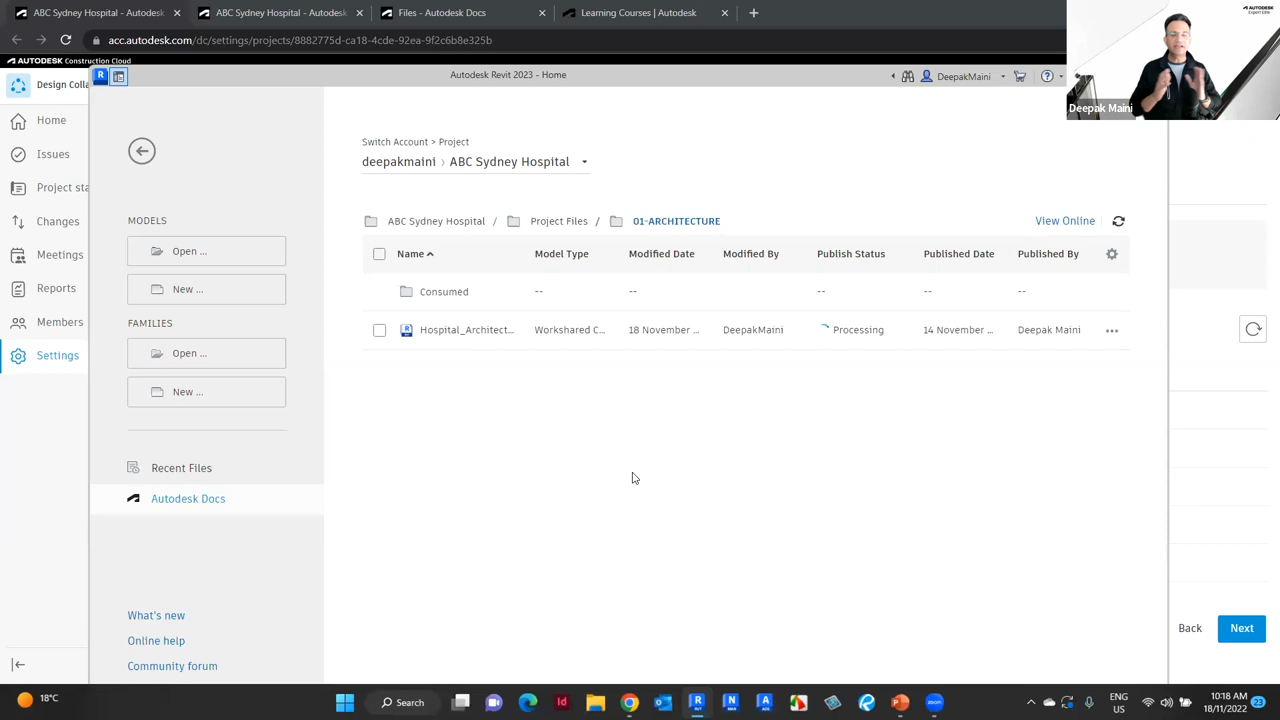 ABC Sydney Hospital - Autodesk
ABC Sydney Hospital - Autodesk
Files - Autodesk Docs
Learning Courses | Autodesk
AUTODESK
Expert Elite
acc.autodesk.com/dc/settings/projects/8882775d-ca18-4cde-92ea-9f2c6b8e325b
AUTODESK Construction Cloud
Autodesk Revit 2023 - Home
DeepakMaini
Deepak Maini
Design Colla
Home
Issues
Project sta
Changes
Meetings
Reports
Members
Settings
Switch Account > Project
deepakmaini > ABC Sydney Hospital
MODELS
Open ...
New ...
FAMILIES
Open ...
New ...
Recent Files
Autodesk Docs
What's new
Online help
Community forum
ABC Sydney Hospital / Project Files / 01-ARCHITECTURE
View Online
Name Model Type Modified Date Modified By Publish Status Published Date Published By
Consumed -- -- -- -- --
Hospital_Architect... Workshared C... 18 November ... DeepakMaini Processing 14 November ... Deepak Maini
Back
Next
18°C
Search
ENG
US
10:18 AM
18/11/2022
23